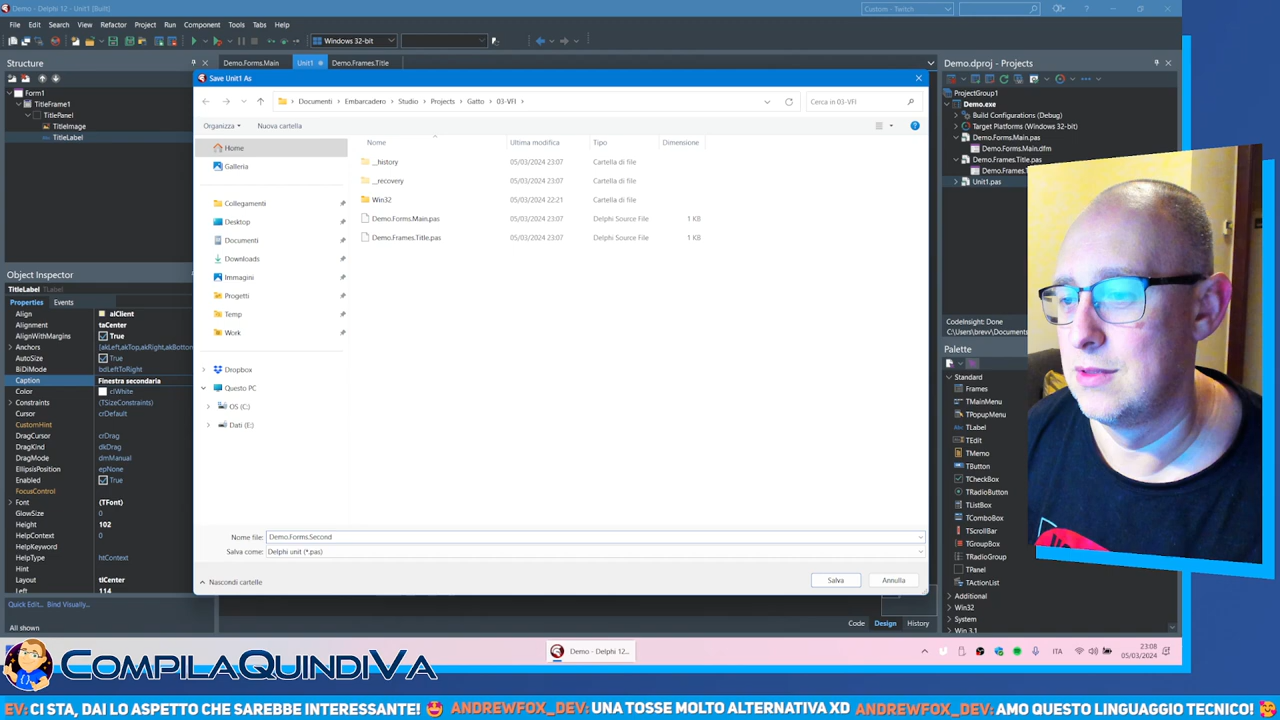 Demo - Delphi 12 - Unit1 [Built]
Custom - Twitch
File Edit Search View Refactor Project Run Component Tools Tabs Help
Windows 32-bit
Structure
Demo.Forms.Main Unit1 Demo.Frames.Title
Form1
TitleFrame1
TitlePanel
TitleImage
TitleLabel
Save Unit1 As
Documenti Embarcadero Studio Projects Gatto 03-VFI
Cerca in 03-VFI
Organizza Nuova cartella
Nome Ultima modifica Tipo Dimensione
Home
Galleria
Collegamenti
Desktop
Documenti
Downloads
Immagini
Progetti
Temp
Work
Dropbox
Questo PC
OS (C:)
Dati (E:)
__history 05/03/2024 23:07 Cartella di file
__recovery 05/03/2024 23:07 Cartella di file
Win32 05/03/2024 22:21 Cartella di file
Demo.Forms.Main.pas 05/03/2024 23:07 Delphi Source File 1 KB
Demo.Frames.Title.pas 05/03/2024 23:07 Delphi Source File 1 KB
Nome file: Demo.Forms.Second
Salva come: Delphi unit (*.pas)
Nascondi cartelle
Salva Annulla
Object Inspector
TitleLabel TLabel
Properties Events
Align alClient
Alignment taCenter
AlignWithMargins True
Anchors [akLeft,akTop,akRight,akBottom
AutoSize True
BiDiMode bdLeftToRight
Caption Finestra secondaria
Color clWhite
Constraints (TSizeConstraints)
Cursor crDefault
CustomHint
DragCursor crDrag
DragKind dkDrag
DragMode dmManual
EllipsisPosition epNone
Enabled True
FocusControl
Font (TFont)
GlowSize 0
Height 102
HelpContext 0
HelpKeyword
HelpType htContext
Hint
Layout tlCenter
Left 114
Quick Edit... Bind Visually...
All shown
Code Design History
Demo.dproj - Projects
ProjectGroup1
Demo.exe
Build Configurations (Debug)
Target Platforms (Windows 32-bit)
Demo.Forms.Main.pas
Demo.Forms.Main.dfm
Demo.Frames.Title.pas
Demo.Frames.T
Unit1.pas
CodeInsight: Done
C:\Users\brevv\Documents
Palette
Standard
Frames
TMainMenu
TPopupMenu
TLabel
TEdit
TMemo
TButton
TCheckBox
TRadioButton
TListBox
TComboBox
TScrollBar
TGroupBox
TRadioGroup
TPanel
TActionList
Additional
Win32
System
Win 3.1
Demo - Delphi 12...
ITA
23:08
05/03/2024
CompilaQuindiVa
EV: CI STA, DAI LO ASPETTO CHE SAREBBE INTERESSANTE! ANDREWFOX_DEV: UNA TOSSE MOLTO ALTERNATIVA XD ANDREWFOX_DEV: AMO QUESTO LINGUAGGIO TECNICO!